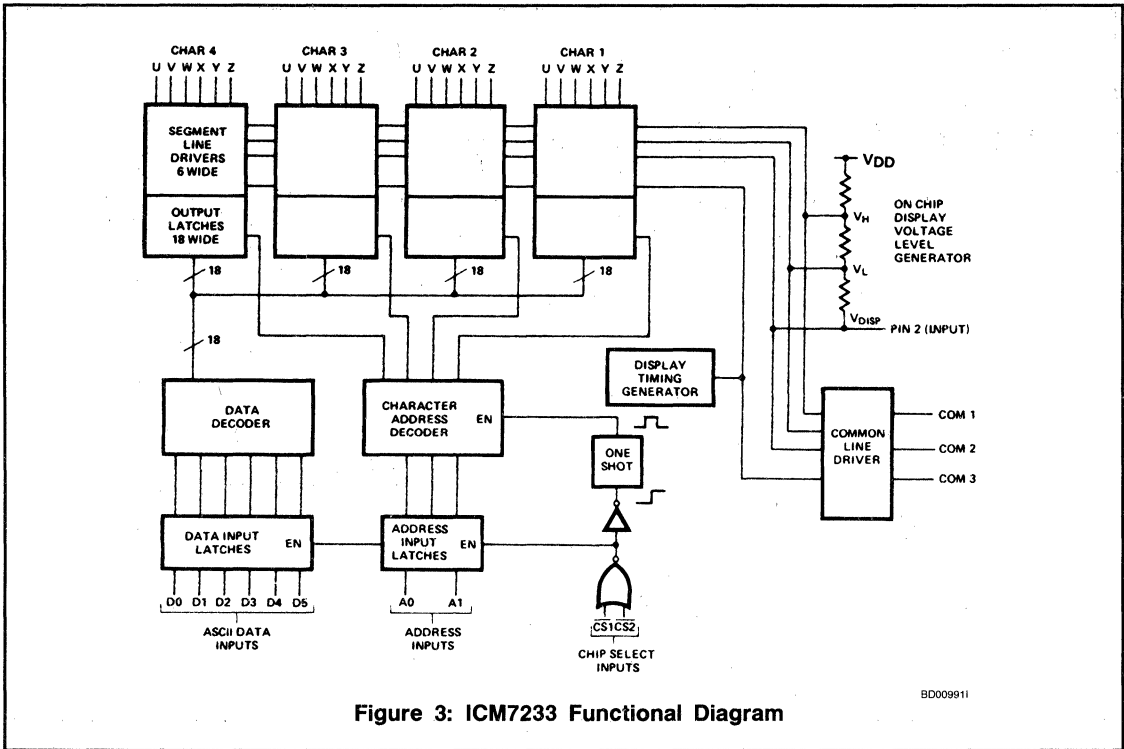 CHAR 4 CHAR 3 CHAR 2 CHAR 1
U V W X Y Z U V W X Y Z U V W X Y Z U V W X Y Z
SEGMENT
LINE
DRIVERS
6 WIDE
OUTPUT
LATCHES
18 WIDE
18 18 18 18
18
VDD
VH
VL
VDISP
ON CHIP
DISPLAY
VOLTAGE
LEVEL
GENERATOR
PIN 2 (INPUT)
DISPLAY
TIMING
GENERATOR
DATA
DECODER
CHARACTER
ADDRESS
DECODER
EN
ONE
SHOT
COMMON
LINE
DRIVER
COM 1
COM 2
COM 3
DATA INPUT
LATCHES
EN
ADDRESS
INPUT
LATCHES
EN
D0 D1 D2 D3 D4 D5
A0 A1
CS1 CS2
ASCII DATA
INPUTS
ADDRESS
INPUTS
CHIP SELECT
INPUTS
BD00991I
Figure 3: ICM7233 Functional Diagram